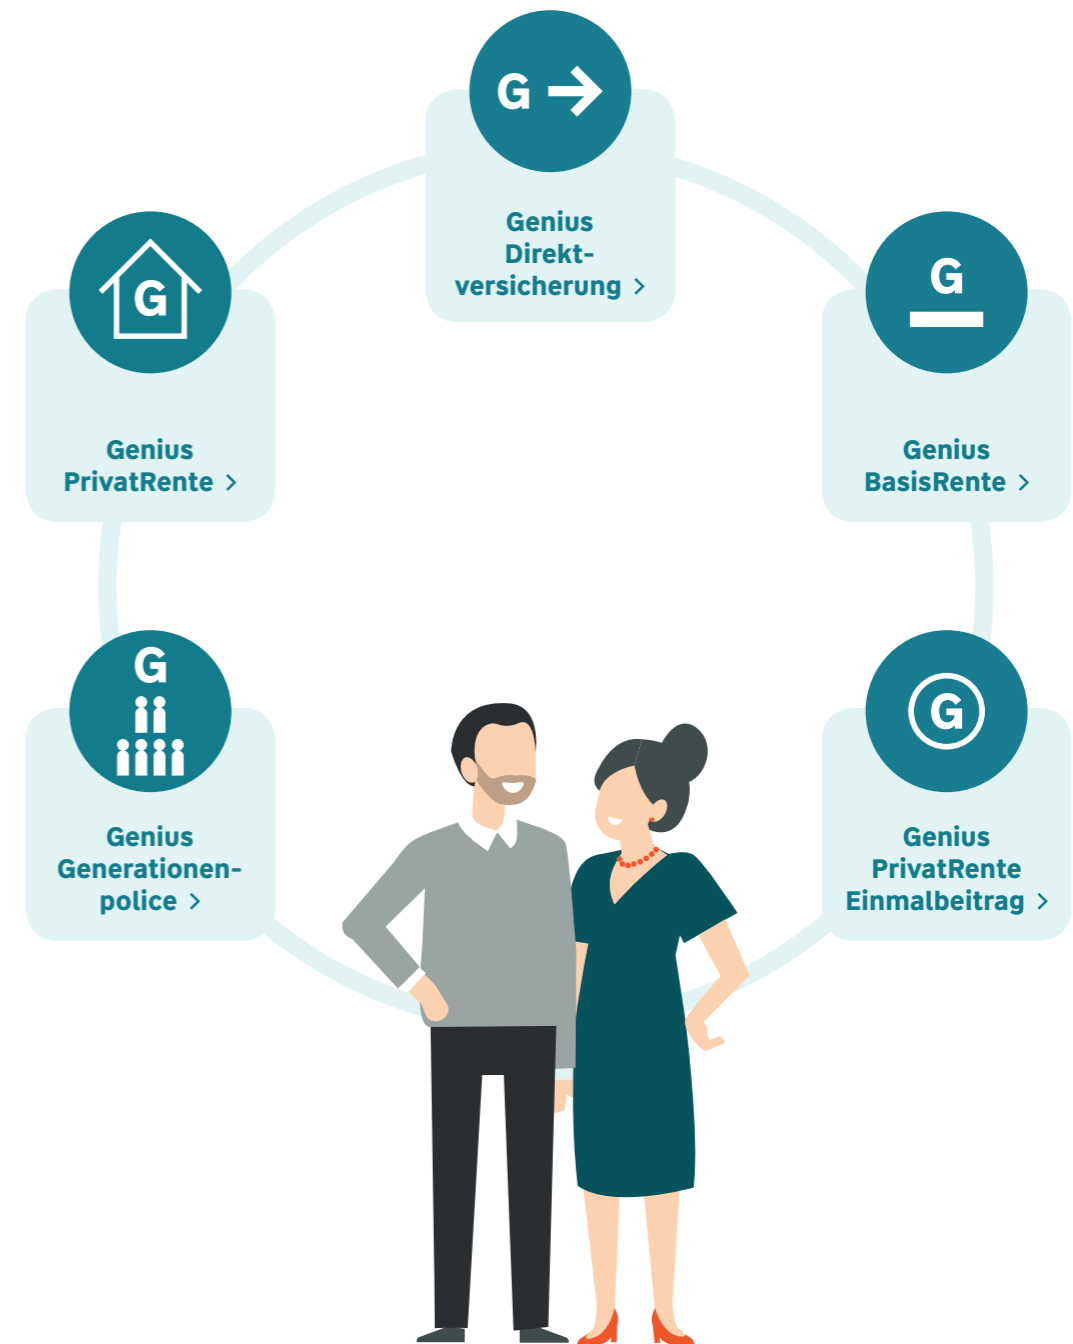 G →
Genius
Direkt-
versicherung >
G
Genius
PrivatRente >
G
Genius
BasisRente >
G
Genius
Generationen-
police >
G
Genius
PrivatRente
Einmalbeitrag >